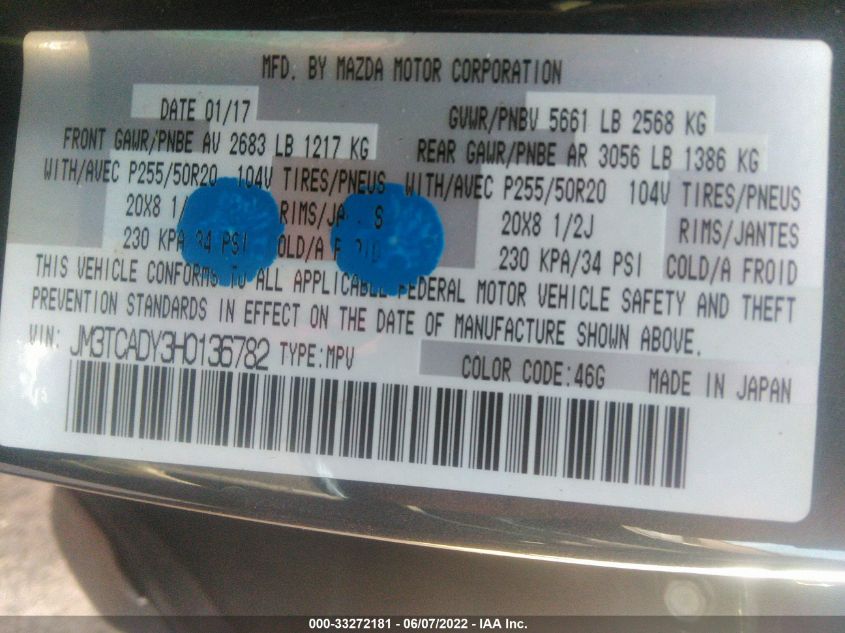 MFD. BY MAZDA MOTOR CORPORATION
DATE 01/17 GVWR/PNBV 5661 LB 2568 KG
FRONT GAWR/PNBE AV 2683 LB 1217 KG REAR GAWR/PNBE AR 3056 LB 1386 KG
WITH/AVEC P255/50R20 104V TIRES/PNEUS WITH/AVEC P255/50R20 104V TIRES/PNEUS
20X8 20X8 1/2J RIMS/JANTES
230 KPA/34 PSI 230 KPA/34 PSI COLD/A FROID
THIS VEHICLE CONFORMS TO ALL APPLICABLE FEDERAL MOTOR VEHICLE SAFETY AND THEFT
PREVENTION STANDARDS IN EFFECT ON THE DATE OF MANUFACTURE SHOWN ABOVE.
VIN: JM3TCADY3H0136782 TYPE:MPV
COLOR CODE:46G MADE IN JAPAN
000-33272181 - 06/07/2022 - IAA Inc.